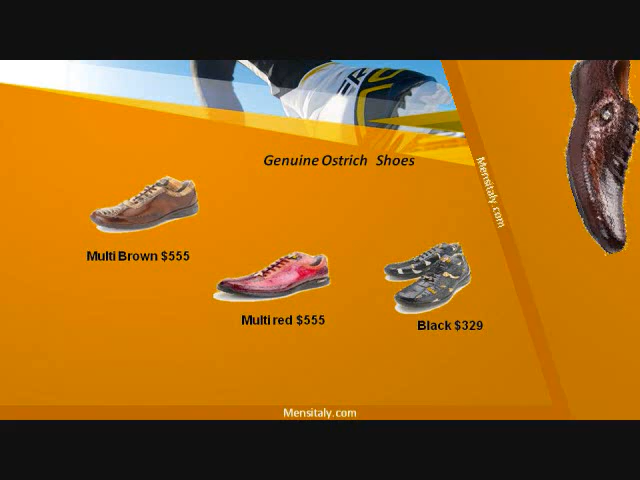 Genuine Ostrich Shoes
Mensitaly.com
Multi Brown $555
Multi red $555
Black $329
Mensitaly.com